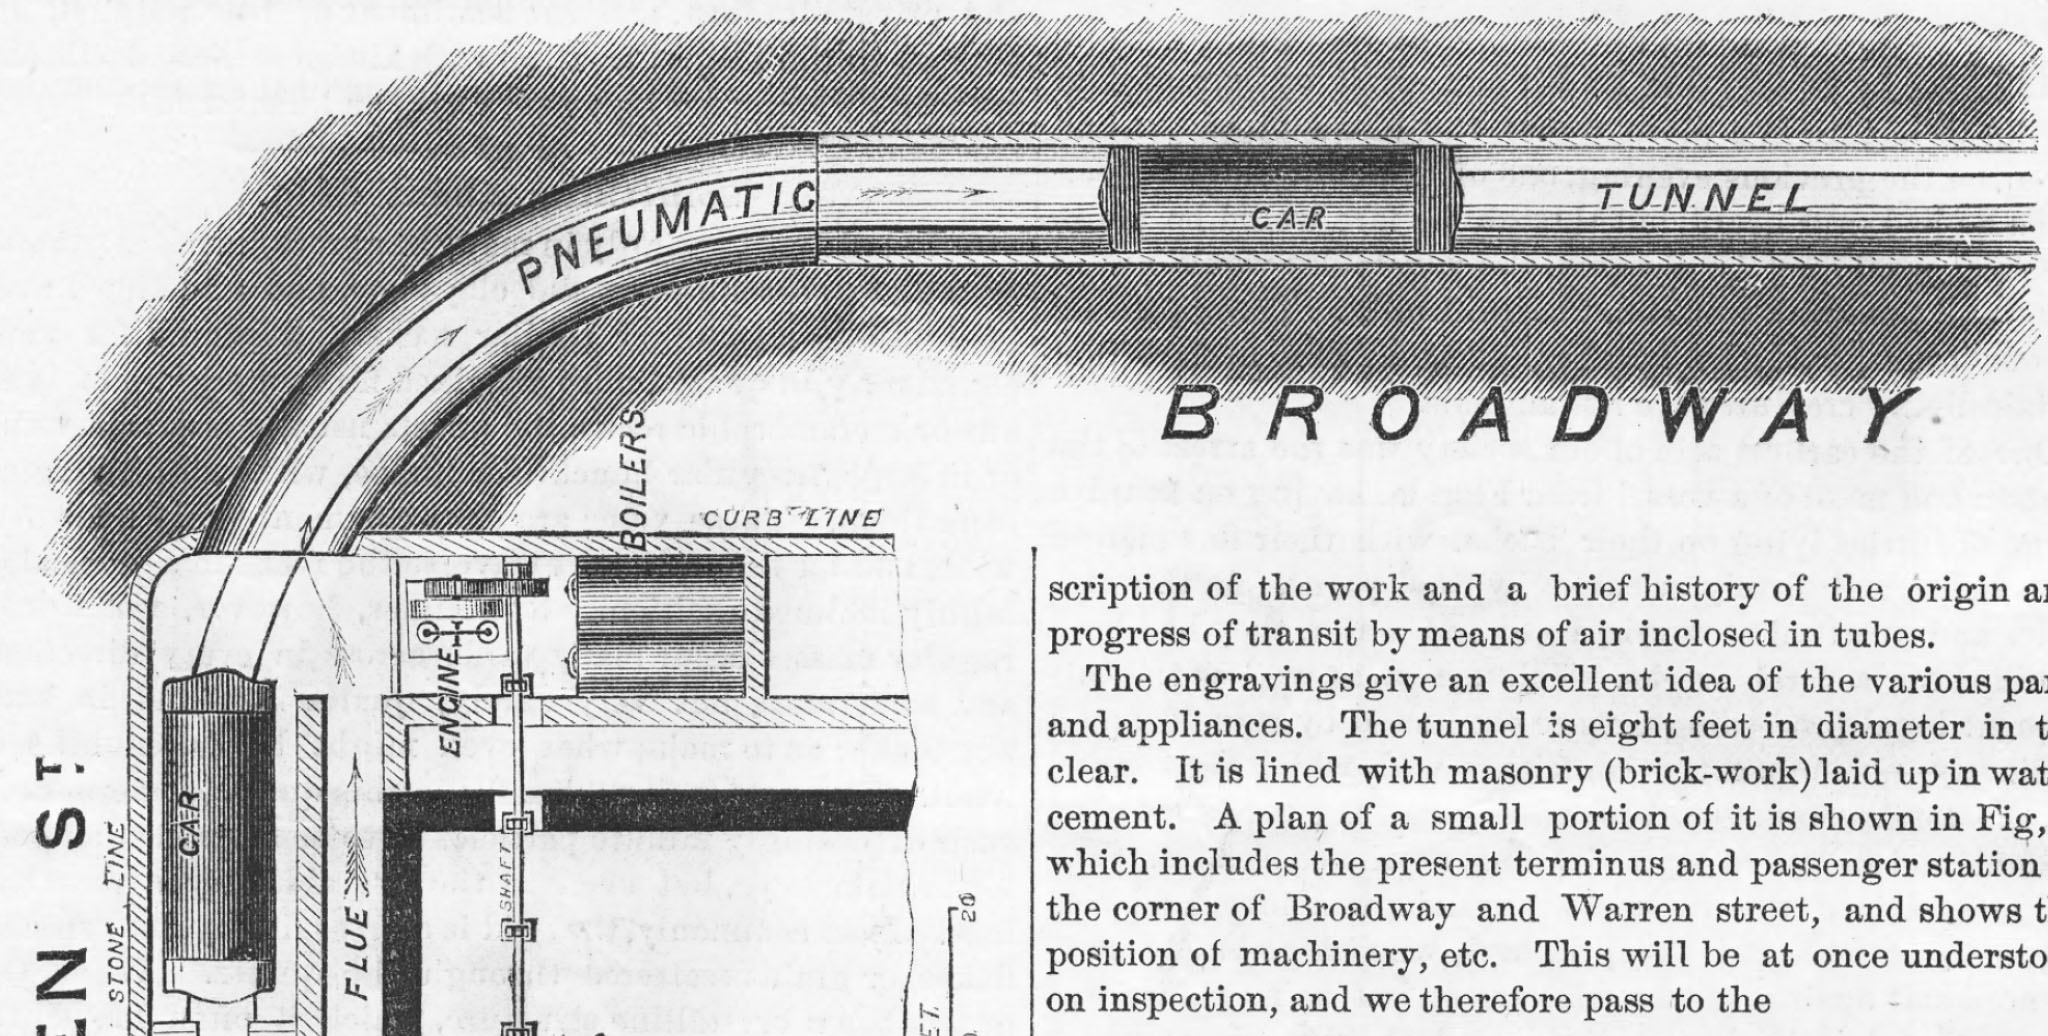 PNEUMATIC
CAR
TUNNEL
BROADWAY
BOILERS
CURB LINE
ENGINE
CAR
STONE LINE
EN ST
FLUE
SHAFT
20
ET.
scription of the work and a brief history of the origin an
progress of transit by means of air inclosed in tubes.
The engravings give an excellent idea of the various par
and appliances. The tunnel is eight feet in diameter in t
clear. It is lined with masonry (brick-work) laid up in wat
cement. A plan of a small portion of it is shown in Fig,
which includes the present terminus and passenger station
the corner of Broadway and Warren street, and shows t
position of machinery, etc. This will be at once understo
on inspection, and we therefore pass to the